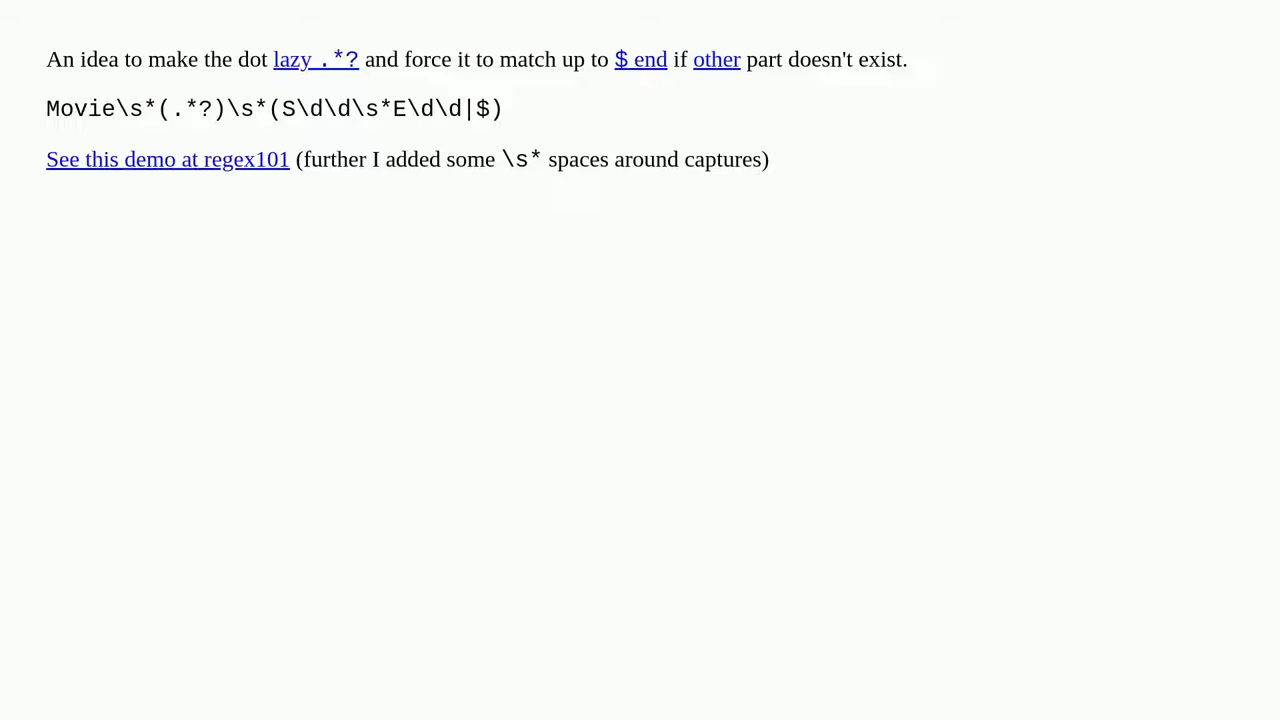 An idea to make the dot lazy .*? and force it to match up to $ end if other part doesn't exist.
Movie\s*(.*?)\s*(S\d\d\s*E\d\d|$)
See this demo at regex101 (further I added some \s* spaces around captures)